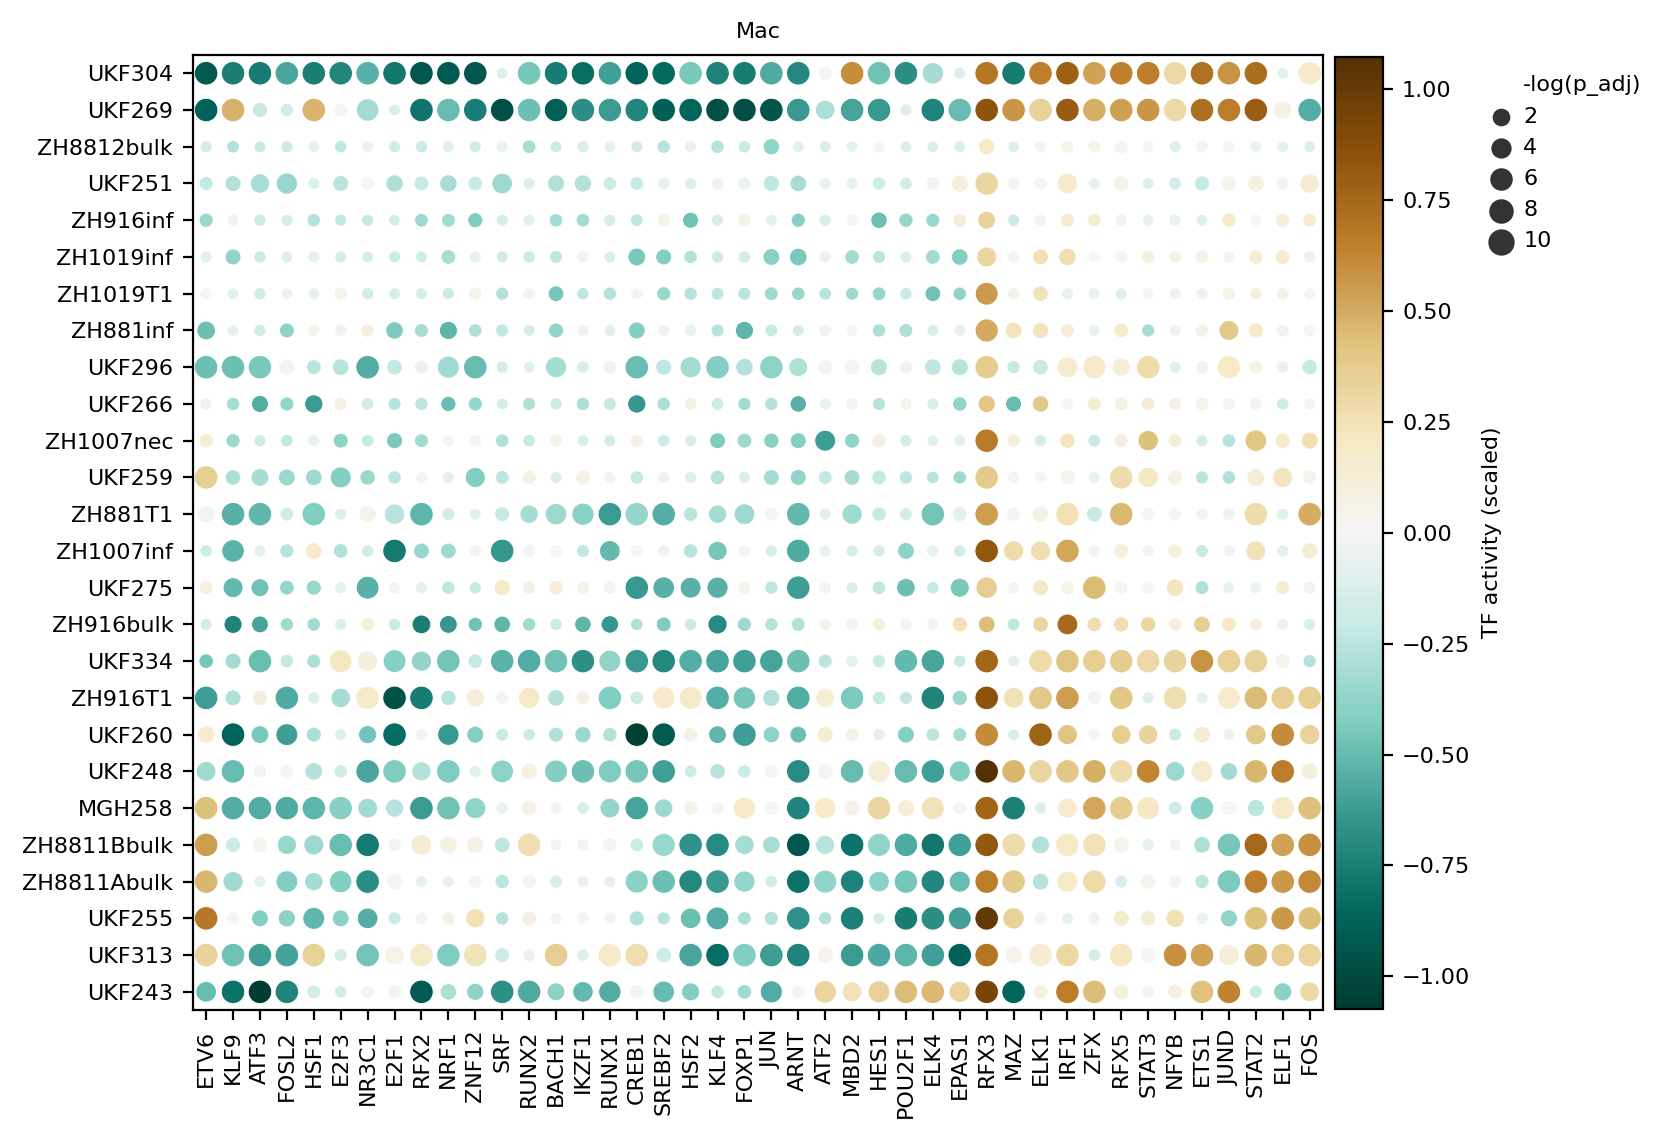 Mac
UKF304
UKF269
ZH8812bulk
UKF251
ZH916inf
ZH1019inf
ZH1019T1
ZH881inf
UKF296
UKF266
ZH1007nec
UKF259
ZH881T1
ZH1007inf
UKF275
ZH916bulk
UKF334
ZH916T1
UKF260
UKF248
MGH258
ZH8811Bbulk
ZH8811Abulk
UKF255
UKF313
UKF243
ETV6
KLF9
ATF3
FOSL2
HSF1
E2F3
NR3C1
E2F1
RFX2
NRF1
ZNF12
SRF
RUNX2
BACH1
IKZF1
RUNX1
CREB1
SREBF2
HSF2
KLF4
FOXP1
JUN
ARNT
ATF2
MBD2
HES1
POU2F1
ELK4
EPAS1
RFX3
MAZ
ELK1
IRF1
ZFX
RFX5
STAT3
NFYB
ETS1
JUND
STAT2
ELF1
FOS
1.00
0.75
0.50
0.25
0.00
−0.25
−0.50
−0.75
−1.00
TF activity (scaled)
-log(p_adj)
2
4
6
8
10